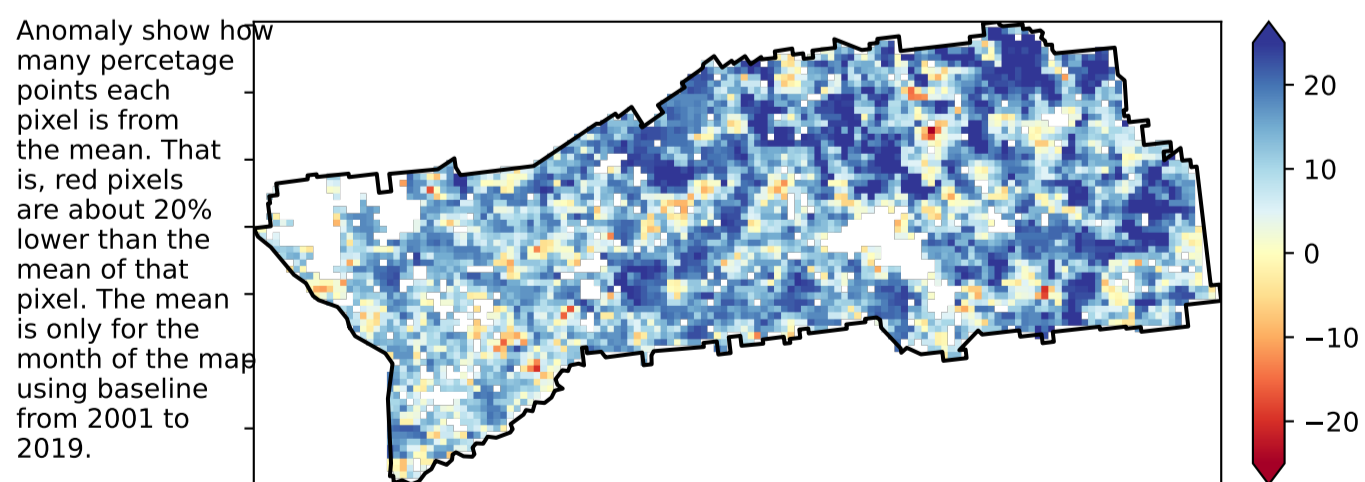 Anomaly show how
many percetage
points each
pixel is from
the mean. That
is, red pixels
are about 20%
lower than the
mean of that
pixel. The mean
is only for the
month of the map
using baseline
from 2001 to
2019.
20
10
0
−10
−20